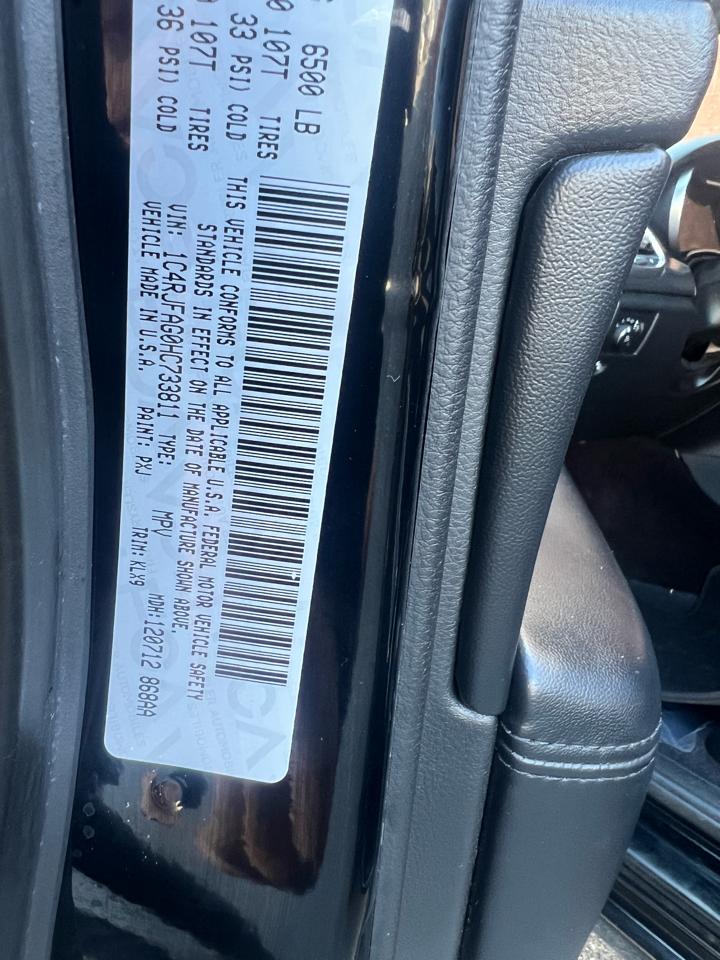 6500 LB
107T TIRES
33 PSI) COLD
107T TIRES
36 PSI) COLD
THIS VEHICLE CONFORMS TO ALL APPLICABLE U.S.A. FEDERAL MOTOR VEHICLE SAFETY
STANDARDS IN EFFECT ON THE DATE OF MANUFACTURE SHOWN ABOVE.
VIN: 1C4RJFAG0HC733811 TYPE: MPV MDH:120712 868AA
VEHICLE MADE IN U.S.A. PAINT: PXJ TRIM:KLX9